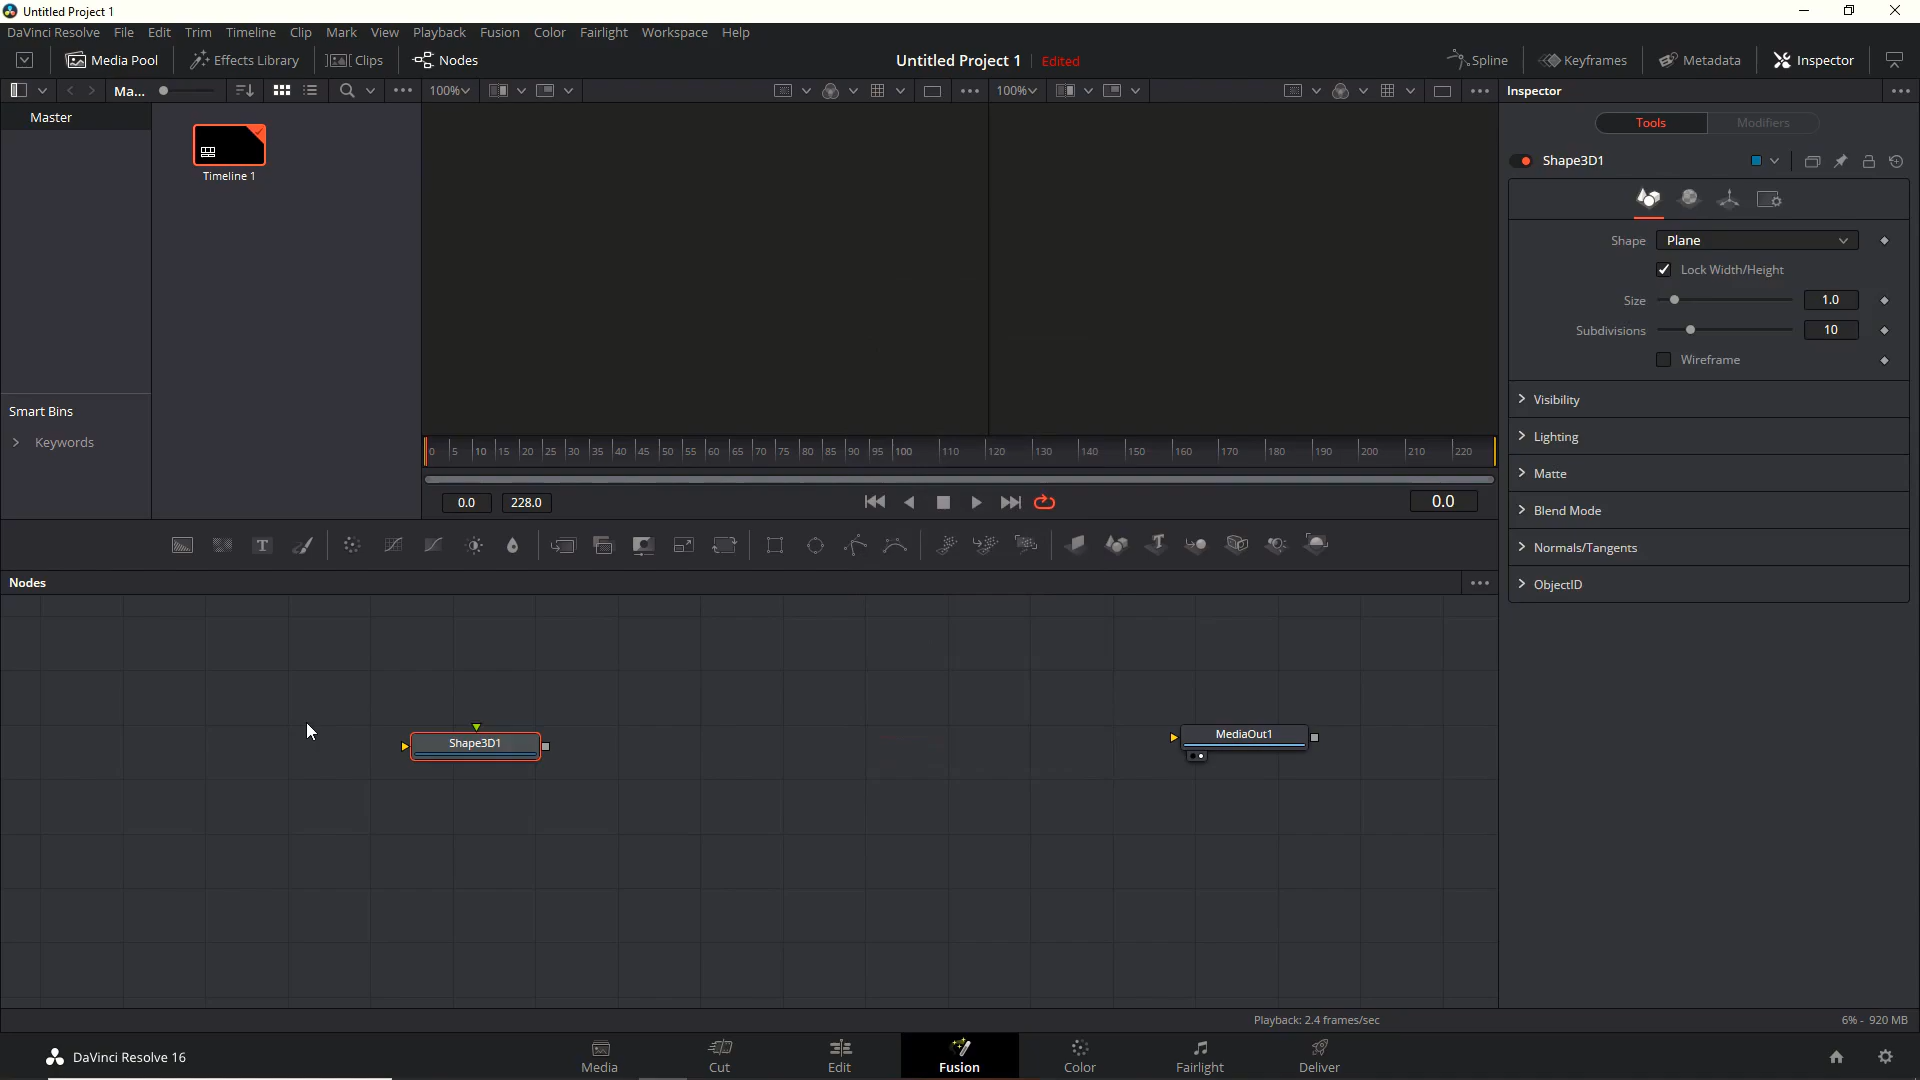 Untitled Project 1
DaVinci Resolve File Edit Trim Timeline Clip Mark View Playback Fusion Color Fairlight Workspace Help
Media Pool Effects Library Clips Nodes Untitled Project 1 Edited Spline Keyframes Metadata Inspector
Ma... 100% 100% Inspector
Master
Timeline 1
Tools Modifiers
Shape3D1
Shape Plane
Lock Width/Height
Size 1.0
Subdivisions 10
Wireframe
Visibility
Lighting
Matte
Blend Mode
Normals/Tangents
ObjectID
Smart Bins
Keywords
0 5 10 15 20 25 30 35 40 45 50 55 60 65 70 75 80 85 90 95 100 110 120 130 140 150 160 170 180 190 200 210 220
0.0 228.0 0.0
Nodes
Shape3D1
MediaOut1
Playback: 2.4 frames/sec 6% - 920 MB
DaVinci Resolve 16
Media Cut Edit Fusion Color Fairlight Deliver